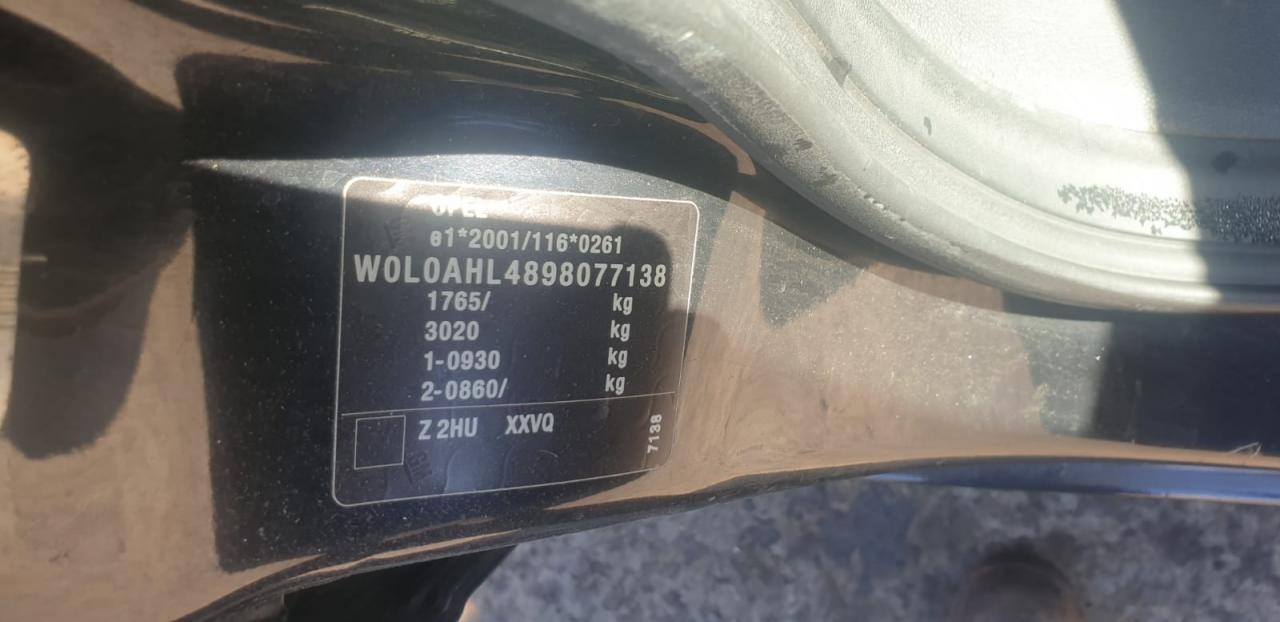 OPEL
e1*2001/116*0261
W0L0AHL4898077138
1765/ kg
3020 kg
1-0930 kg
2-0860/ kg
Z 2HU XXVQ
7138